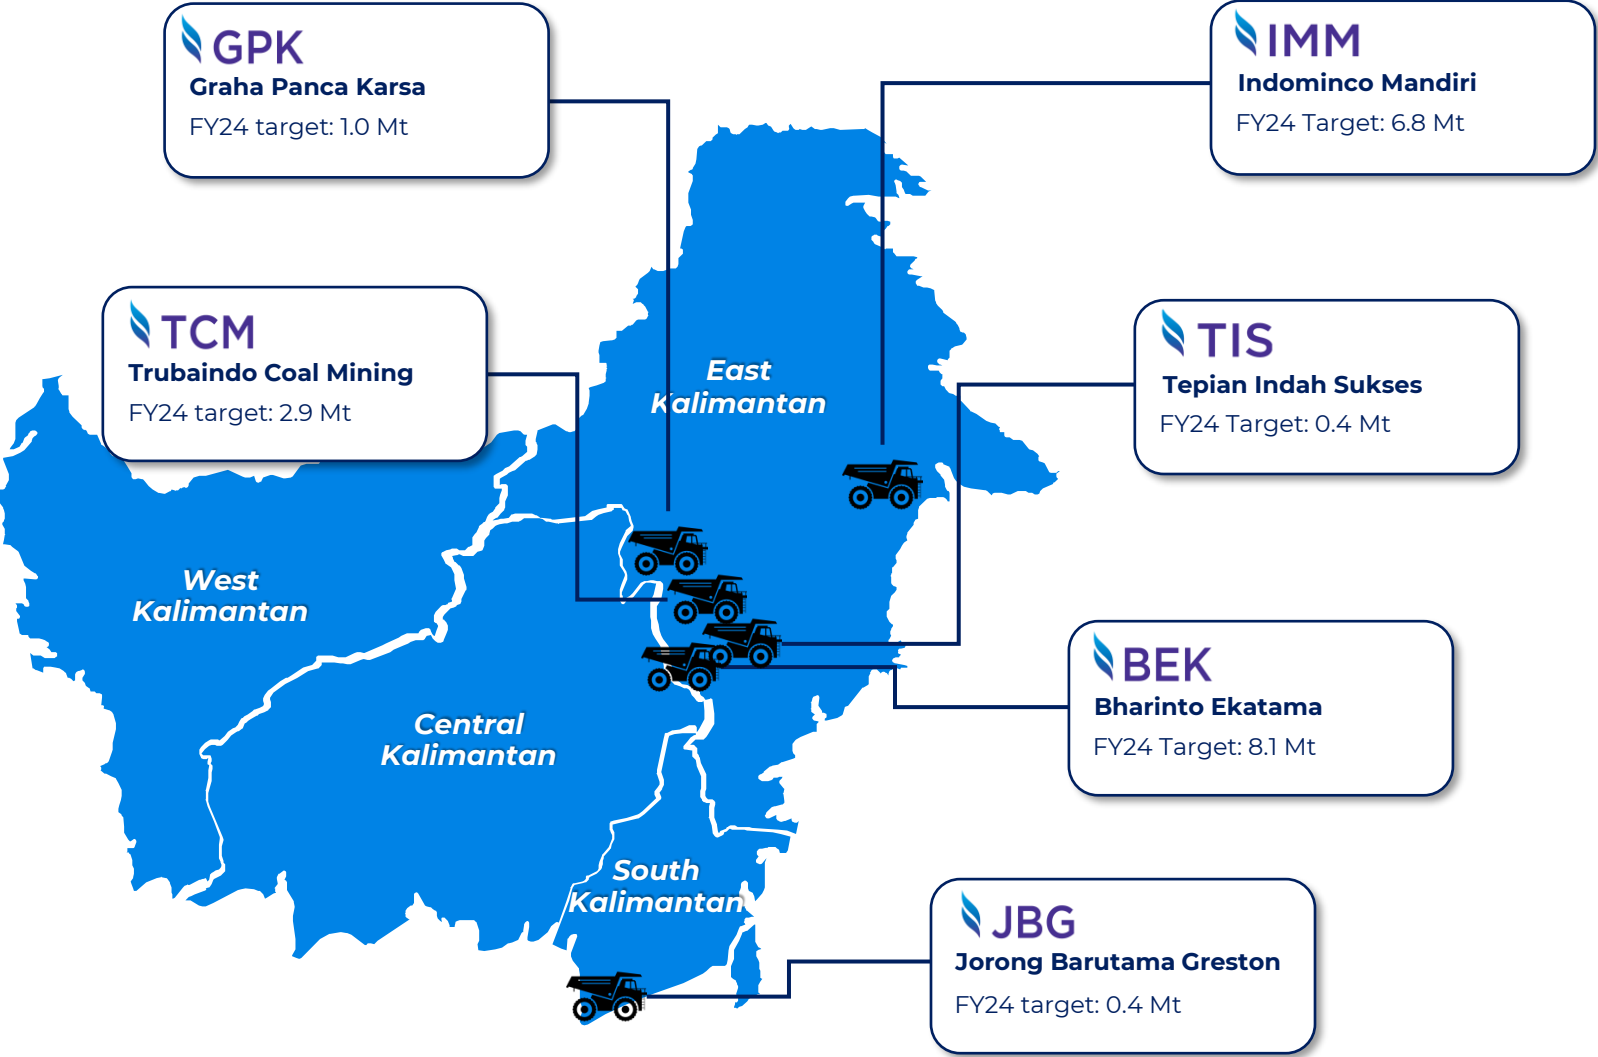 GPK
Graha Panca Karsa
FY24 target: 1.0 Mt
IMM
Indominco Mandiri
FY24 Target: 6.8 Mt
TCM
Trubaindo Coal Mining
FY24 target: 2.9 Mt
TIS
Tepian Indah Sukses
FY24 Target: 0.4 Mt
East
Kalimantan
West
Kalimantan
Central
Kalimantan
BEK
Bharinto Ekatama
FY24 Target: 8.1 Mt
South
Kalimantan
JBG
Jorong Barutama Greston
FY24 target: 0.4 Mt